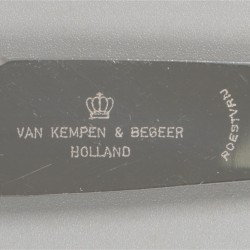 VAN KEMPEN & BEGEER
HOLLAND
ROESTVRIJ